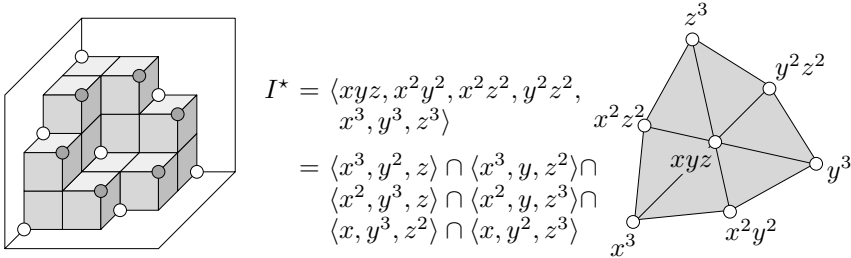 I⋆ = ⟨xyz, x²y², x²z², y²z²,
x³, y³, z³⟩
= ⟨x³, y², z⟩ ∩ ⟨x³, y, z²⟩∩
⟨x², y³, z⟩ ∩ ⟨x², y, z³⟩∩
⟨x, y³, z²⟩ ∩ ⟨x, y², z³⟩
z³
y²z²
x²z²
xyz
y³
x³
x²y²